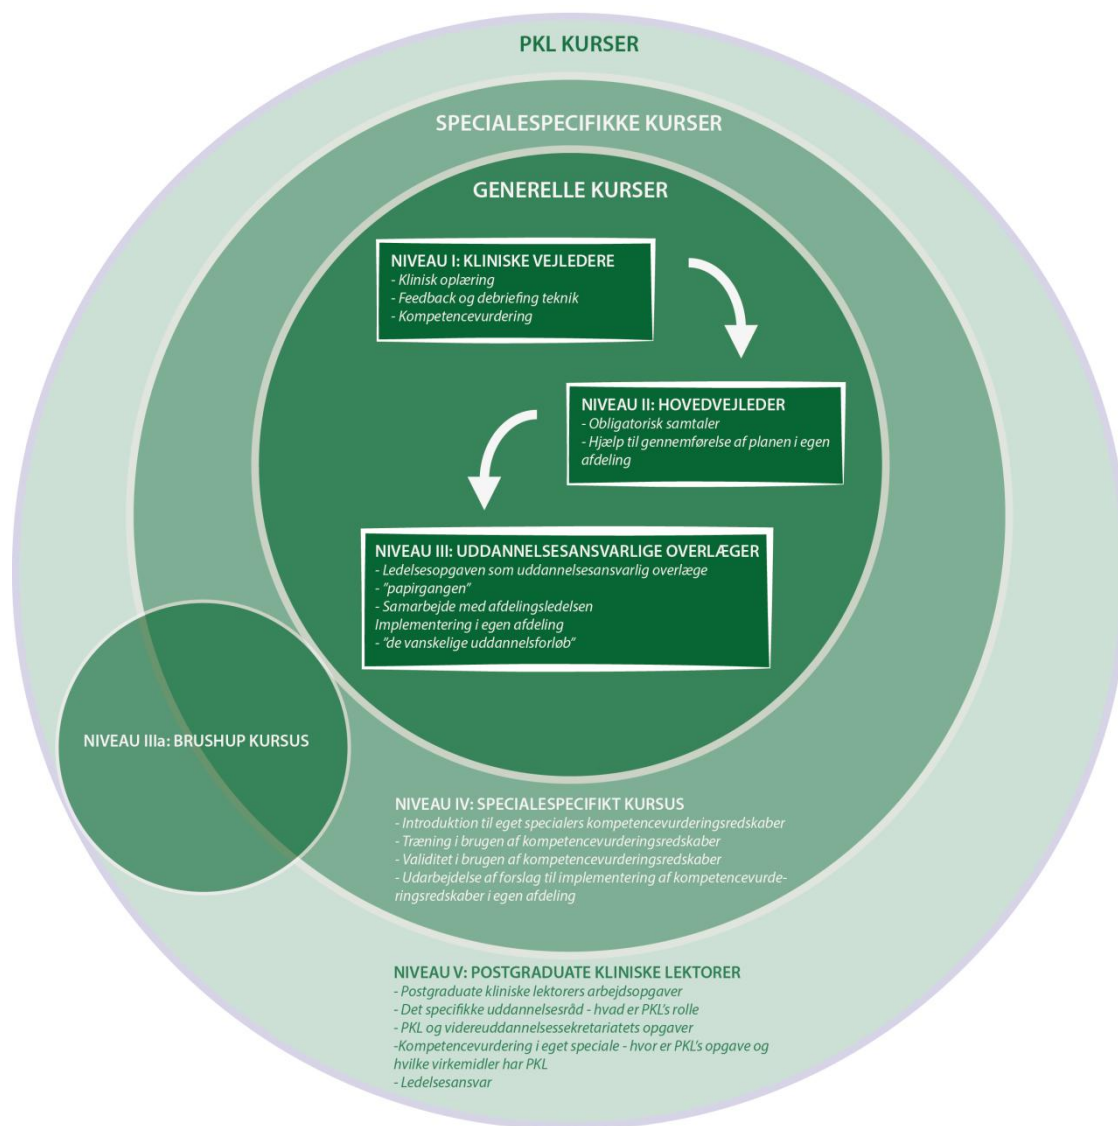 PKL KURSER
SPECIALESPECIFIKKE KURSER
GENERELLE KURSER
NIVEAU I: KLINISKE VEJLEDERE
- Klinisk oplæring
- Feedback og debriefing teknik
- Kompetencevurdering
NIVEAU II: HOVEDVEJLEDER
- Obligatorisk samtaler
- Hjælp til gennemførelse af planen i egen
afdeling
NIVEAU III: UDDANNELSESANSVARLIGE OVERLÆGER
- Ledelsesopgaven som uddannelsesansvarlig overlæge
- "papirgangen"
- Samarbejde med afdelingsledelsen
Implementering i egen afdeling
- "de vanskelige uddannelsesforløb"
NIVEAU IIIa: BRUSHUP KURSUS
NIVEAU IV: SPECIALESPECIFIKT KURSUS
- Introduktion til eget specialers kompetencevurderingsredskaber
- Træning i brugen af kompetencevurderingsredskaber
- Validitet i brugen af kompetencevurderingsredskaber
- Udarbejdelse af forslag til implementering af kompetencevurde-
ringsredskaber i egen afdeling
NIVEAU V: POSTGRADUATE KLINISKE LEKTORER
- Postgraduate kliniske lektorers arbejdsopgaver
- Det specifikke uddannelsesråd - hvad er PKL's rolle
- PKL og videreuddannelsessekretariatets opgaver
-Kompetencevurdering i eget speciale - hvor er PKL's opgave og
hvilke virkemidler har PKL
- Ledelsesansvar